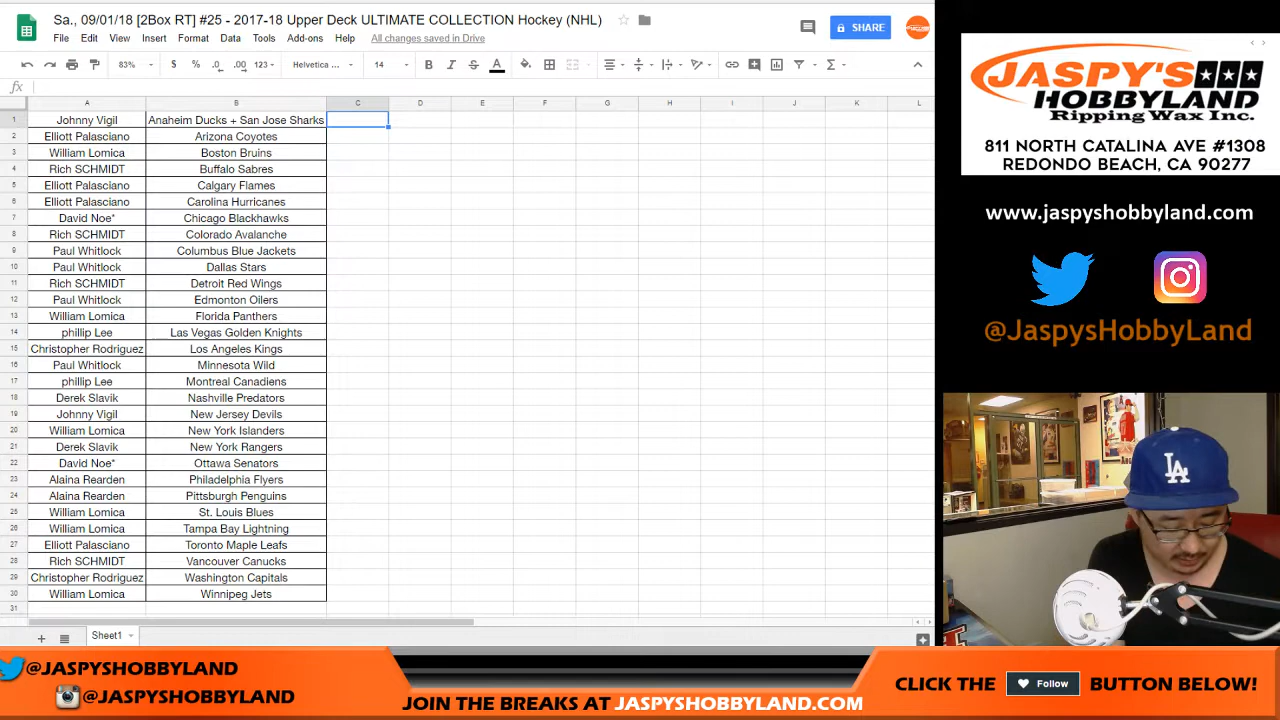 Sa., 09/01/18 [2Box RT] #25 - 2017-18 Upper Deck ULTIMATE COLLECTION Hockey (NHL)
File Edit View Insert Format Data Tools Add-ons Help All changes saved in Drive
SHARE
83% $ % .0 .00 123 Helvetica ... 14 B I S A
fx
A B C D E F G H I J K L
1 Johnny Vigil Anaheim Ducks + San Jose Sharks
2 Elliott Palasciano Arizona Coyotes
3 William Lomica Boston Bruins
4 Rich SCHMIDT Buffalo Sabres
5 Elliott Palasciano Calgary Flames
6 Elliott Palasciano Carolina Hurricanes
7 David Noe* Chicago Blackhawks
8 Rich SCHMIDT Colorado Avalanche
9 Paul Whitlock Columbus Blue Jackets
10 Paul Whitlock Dallas Stars
11 Rich SCHMIDT Detroit Red Wings
12 Paul Whitlock Edmonton Oilers
13 William Lomica Florida Panthers
14 phillip Lee Las Vegas Golden Knights
15 Christopher Rodriguez Los Angeles Kings
16 Paul Whitlock Minnesota Wild
17 phillip Lee Montreal Canadiens
18 Derek Slavik Nashville Predators
19 Johnny Vigil New Jersey Devils
20 William Lomica New York Islanders
21 Derek Slavik New York Rangers
22 David Noe* Ottawa Senators
23 Alaina Rearden Philadelphia Flyers
24 Alaina Rearden Pittsburgh Penguins
25 William Lomica St. Louis Blues
26 William Lomica Tampa Bay Lightning
27 Elliott Palasciano Toronto Maple Leafs
28 Rich SCHMIDT Vancouver Canucks
29 Christopher Rodriguez Washington Capitals
30 William Lomica Winnipeg Jets
31
Sheet1
JASPY'S
HOBBYLAND
Ripping Wax Inc.
811 NORTH CATALINA AVE #1308
REDONDO BEACH, CA 90277
www.jaspyshobbyland.com
@JaspysHobbyLand
LA
@JASPYSHOBBYLAND
@JASPYSHOBBYLAND
JOIN THE BREAKS AT JASPYSHOBBYLAND.COM
CLICK THE Follow BUTTON BELOW!